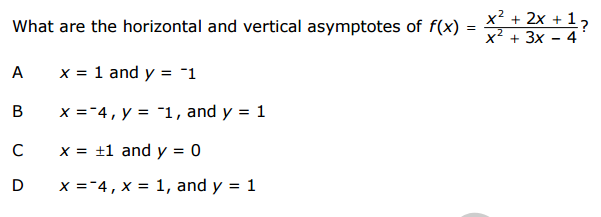 What are the horizontal and vertical asymptotes of f(x) = (x² + 2x + 1)/(x² + 3x − 4)?
A x = 1 and y = ⁻1
B x = ⁻4, y = ⁻1, and y = 1
C x = ±1 and y = 0
D x = ⁻4, x = 1, and y = 1